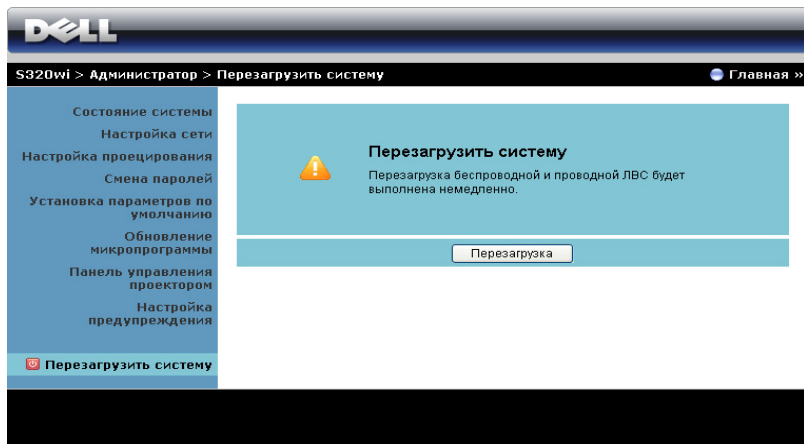 DELL
S320wi > Администратор > Перезагрузить систему
Главная »
Состояние системы
Настройка сети
Настройка проецирования
Смена паролей
Установка параметров по
умолчанию
Обновление
микропрограммы
Панель управления
проектором
Настройка
предупреждения
Перезагрузить систему
Перезагрузить систему
Перезагрузка беспроводной и проводной ЛВС будет
выполнена немедленно.
Перезагрузка